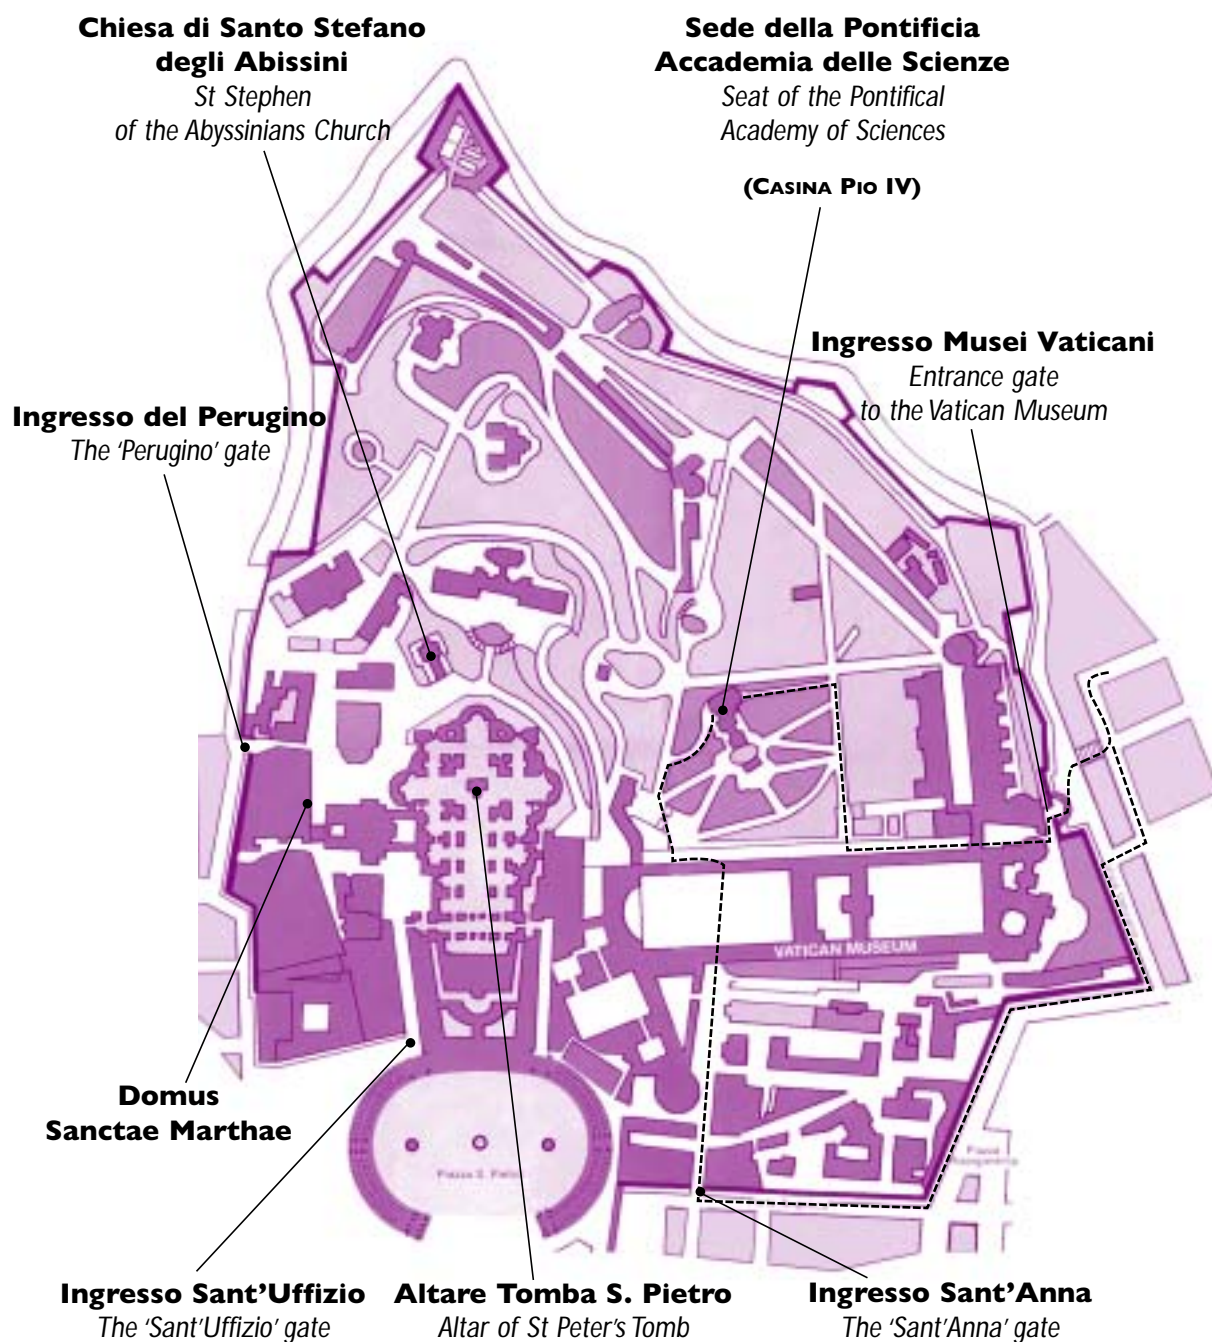 Chiesa di Santo Stefano
degli Abissini
St Stephen
of the Abyssinians Church
Sede della Pontificia
Accademia delle Scienze
Seat of the Pontifical
Academy of Sciences
(CASINA PIO IV)
Ingresso Musei Vaticani
Entrance gate
to the Vatican Museum
Ingresso del Perugino
The ‘Perugino’ gate
VATICAN MUSEUM
Domus
Sanctae Marthae
Piazza S. Pietro
Piazza
Ingresso Sant’Uffizio
The ‘Sant’Uffizio’ gate
Altare Tomba S. Pietro
Altar of St Peter’s Tomb
Ingresso Sant’Anna
The ‘Sant’Anna’ gate